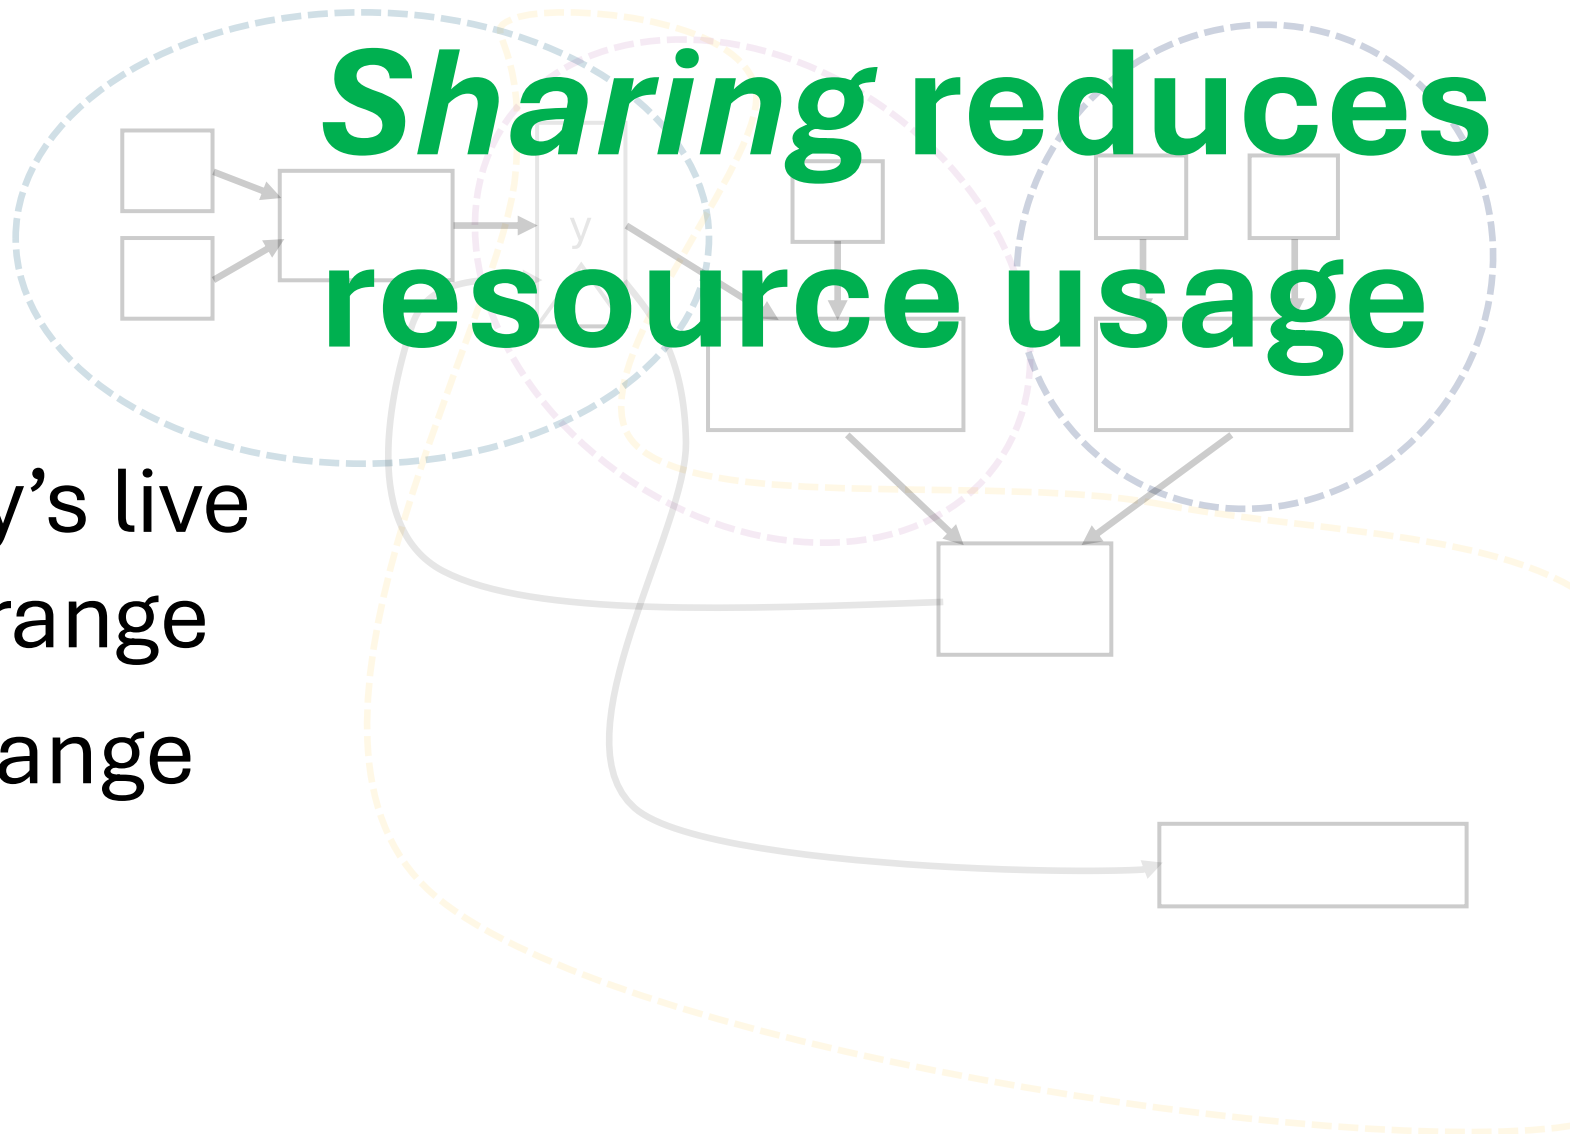 Sharing reduces
resource usage
y
y’s live
range
ange